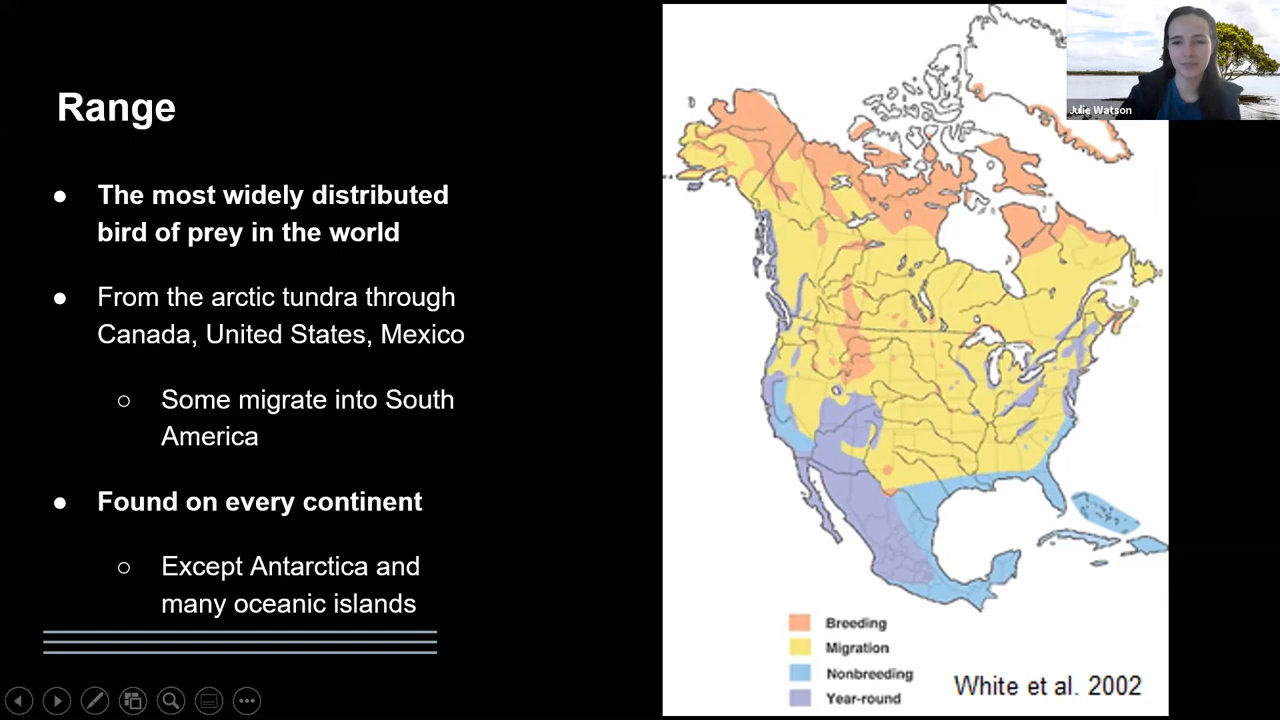 Range
● The most widely distributed
bird of prey in the world
● From the arctic tundra through
Canada, United States, Mexico
○ Some migrate into South
America
● Found on every continent
○ Except Antarctica and
many oceanic islands
Breeding
Migration
Nonbreeding
Year-round
White et al. 2002
Julie Watson